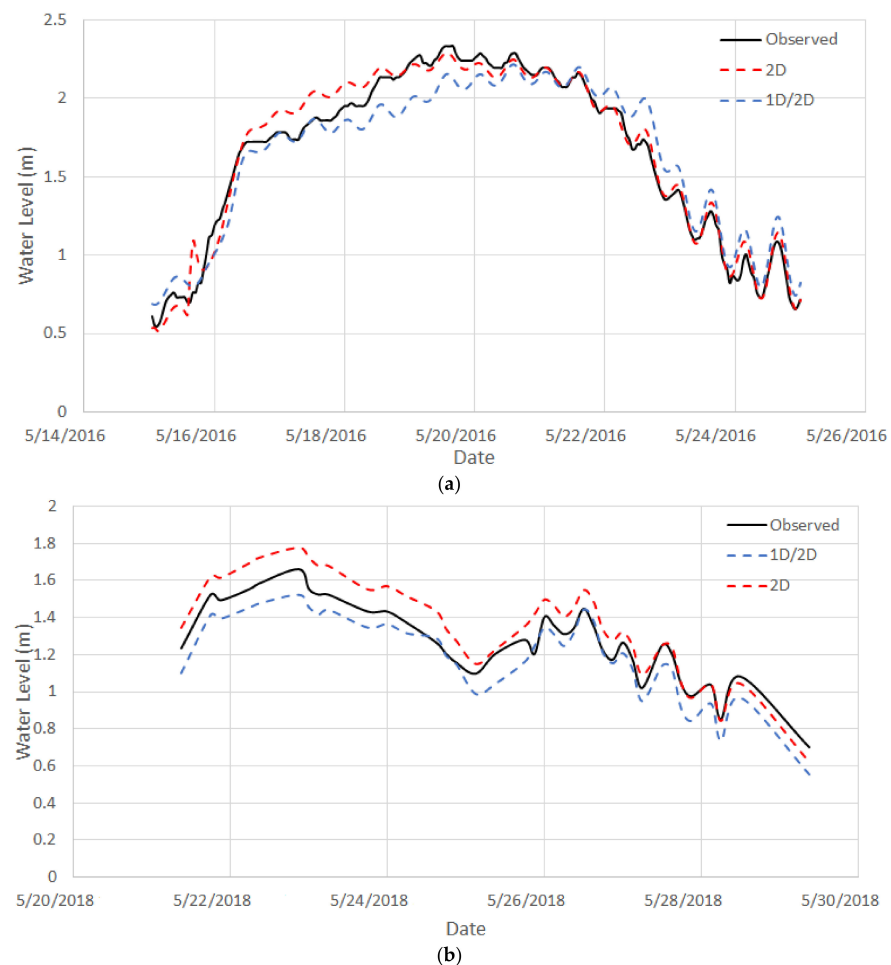 2.5
2
1.5
1
0.5
0
Water Level (m)
Observed
2D
1D/2D
5/14/2016 5/16/2016 5/18/2016 5/20/2016 5/22/2016 5/24/2016 5/26/2016
Date
(a)
2
1.8
1.6
1.4
1.2
1
0.8
0.6
0.4
0.2
0
Water Level (m)
Observed
1D/2D
2D
5/20/2018 5/22/2018 5/24/2018 5/26/2018 5/28/2018 5/30/2018
Date
(b)